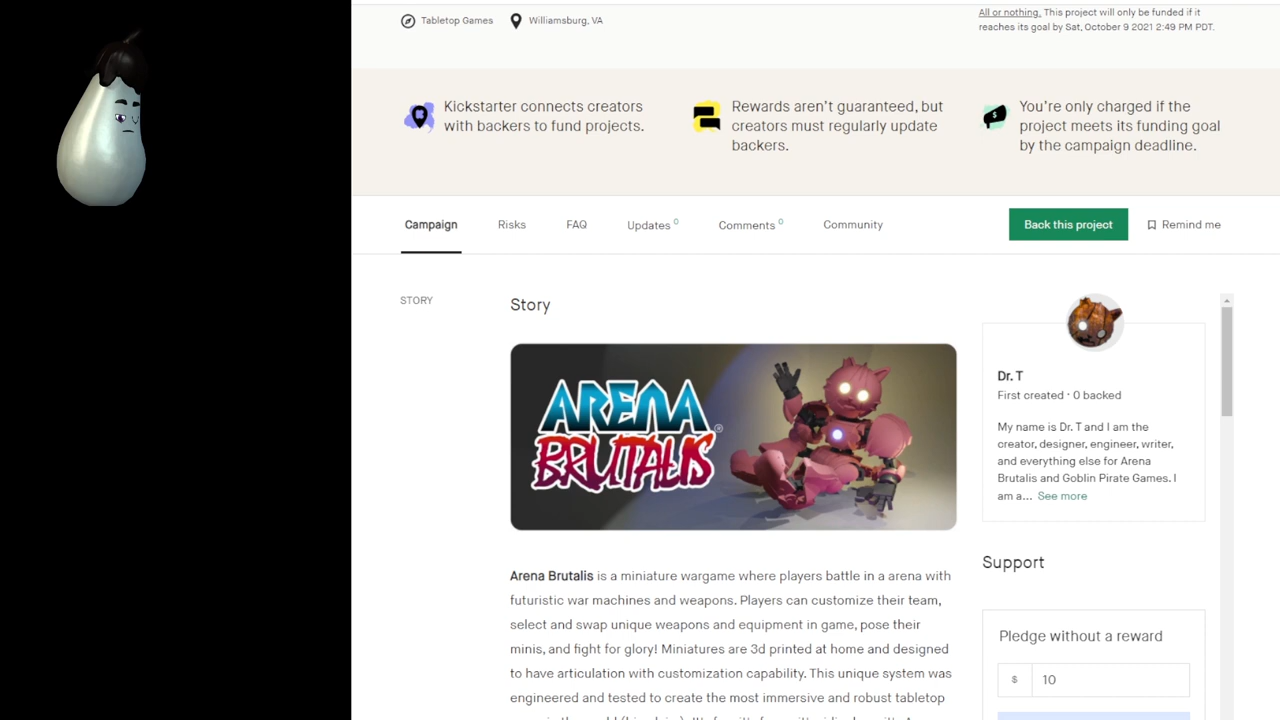 Tabletop Games
Williamsburg, VA
All or nothing. This project will only be funded if it
reaches its goal by Sat, October 9 2021 2:49 PM PDT.
Kickstarter connects creators
with backers to fund projects.
Rewards aren't guaranteed, but
creators must regularly update
backers.
You're only charged if the
project meets its funding goal
by the campaign deadline.
Campaign
Risks
FAQ
Updates 0
Comments 0
Community
Back this project
Remind me
STORY
Story
ARENA
BRUTALIS
®
Arena Brutalis is a miniature wargame where players battle in a arena with
futuristic war machines and weapons. Players can customize their team,
select and swap unique weapons and equipment in game, pose their
minis, and fight for glory! Miniatures are 3d printed at home and designed
to have articulation with customization capability. This unique system was
engineered and tested to create the most immersive and robust tabletop
Dr. T
First created · 0 backed
My name is Dr. T and I am the
creator, designer, engineer, writer,
and everything else for Arena
Brutalis and Goblin Pirate Games. I
am a... See more
Support
Pledge without a reward
$ 10